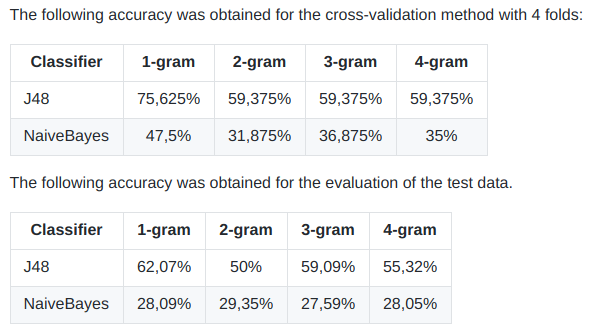 The following accuracy was obtained for the cross-validation method with 4 folds:
Classifier 1-gram 2-gram 3-gram 4-gram
J48 75,625% 59,375% 59,375% 59,375%
NaiveBayes 47,5% 31,875% 36,875% 35%
The following accuracy was obtained for the evaluation of the test data.
Classifier 1-gram 2-gram 3-gram 4-gram
J48 62,07% 50% 59,09% 55,32%
NaiveBayes 28,09% 29,35% 27,59% 28,05%